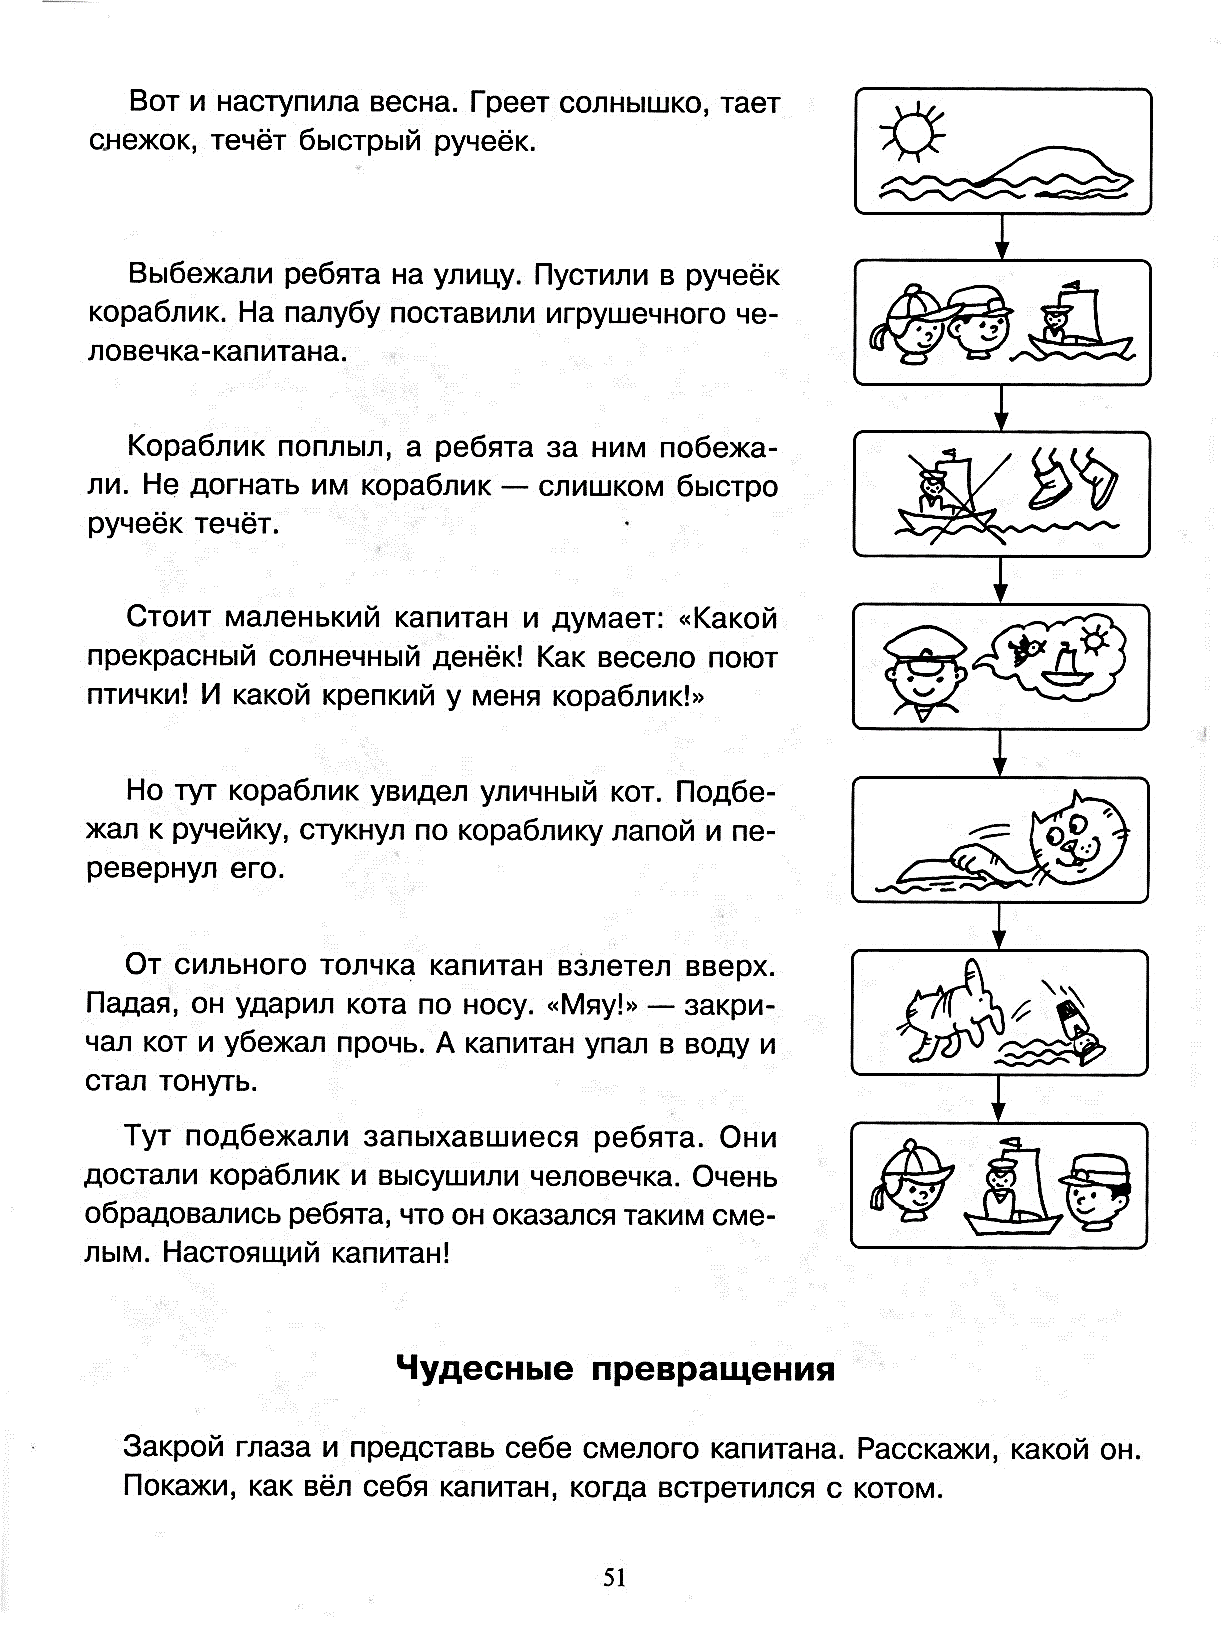 Вот и наступила весна. Греет солнышко, тает
снежок, течёт быстрый ручеёк.
Выбежали ребята на улицу. Пустили в ручеёк
кораблик. На палубу поставили игрушечного че-
ловечка-капитана.
Кораблик поплыл, а ребята за ним побежа-
ли. Не догнать им кораблик — слишком быстро
ручеёк течёт.
Стоит маленький капитан и думает: «Какой
прекрасный солнечный денёк! Как весело поют
птички! И какой крепкий у меня кораблик!»
Но тут кораблик увидел уличный кот. Подбе-
жал к ручейку, стукнул по кораблику лапой и пе-
ревернул его.
От сильного толчка капитан взлетел вверх.
Падая, он ударил кота по носу. «Мяу!» — закри-
чал кот и убежал прочь. А капитан упал в воду и
стал тонуть.
Тут подбежали запыхавшиеся ребята. Они
достали кораблик и высушили человечка. Очень
обрадовались ребята, что он оказался таким сме-
лым. Настоящий капитан!
Чудесные превращения
Закрой глаза и представь себе смелого капитана. Расскажи, какой он.
Покажи, как вёл себя капитан, когда встретился с котом.
51